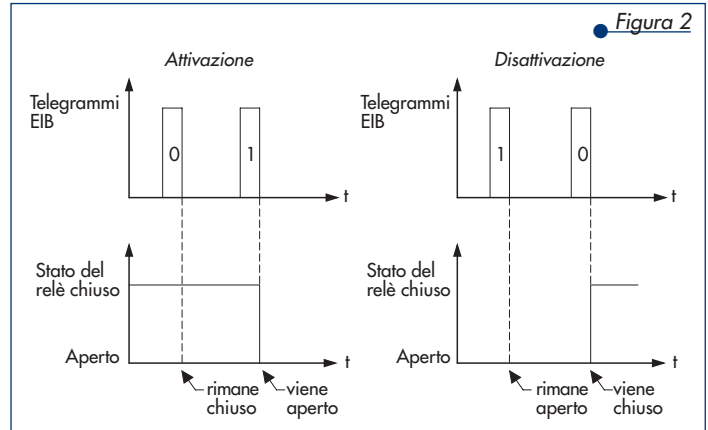 Figura 2
Attivazione
Telegrammi
EIB
0
1
t
Stato del
relè chiuso
Aperto
t
rimane
chiuso
viene
aperto
Disattivazione
Telegrammi
EIB
1
0
t
Stato del
relè chiuso
Aperto
t
rimane
aperto
viene
chiuso